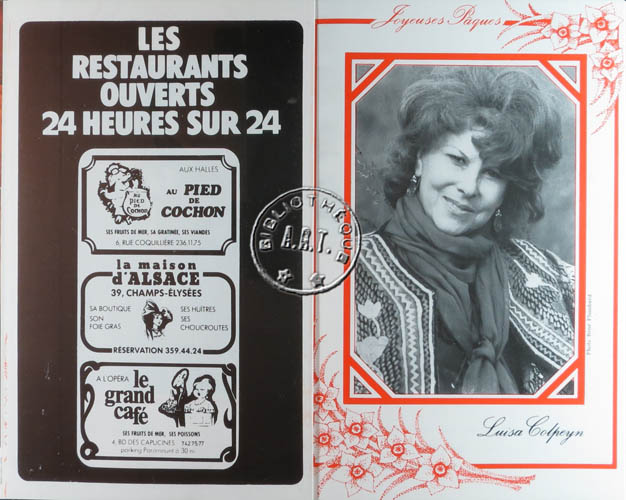 LES
RESTAURANTS
OUVERTS
24 HEURES SUR 24
AUX HALLES
AU PIED
DE
COCHON
AU
PIED
DE
COCHON
SES FRUITS DE MER, SA GRATINÉE, SES VIANDES
6, RUE COQUILLIÈRE 236.11.75
la maison
d'ALSACE
39, CHAMPS-ÉLYSÉES
SA BOUTIQUE
SON
FOIE GRAS
SES HUITRES
SES
CHOUCROUTES
RÉSERVATION 359.44.24
A L'OPÉRA
le
grand
café
SES FRUITS DE MER, SES POISSONS
4, BD DES CAPUCINES 742.75.77
parking Paramount à 30 m.
BIBLIOTHÈQUE
A.R.T.
Joyeuses Pâques
Luisa Colpeyn